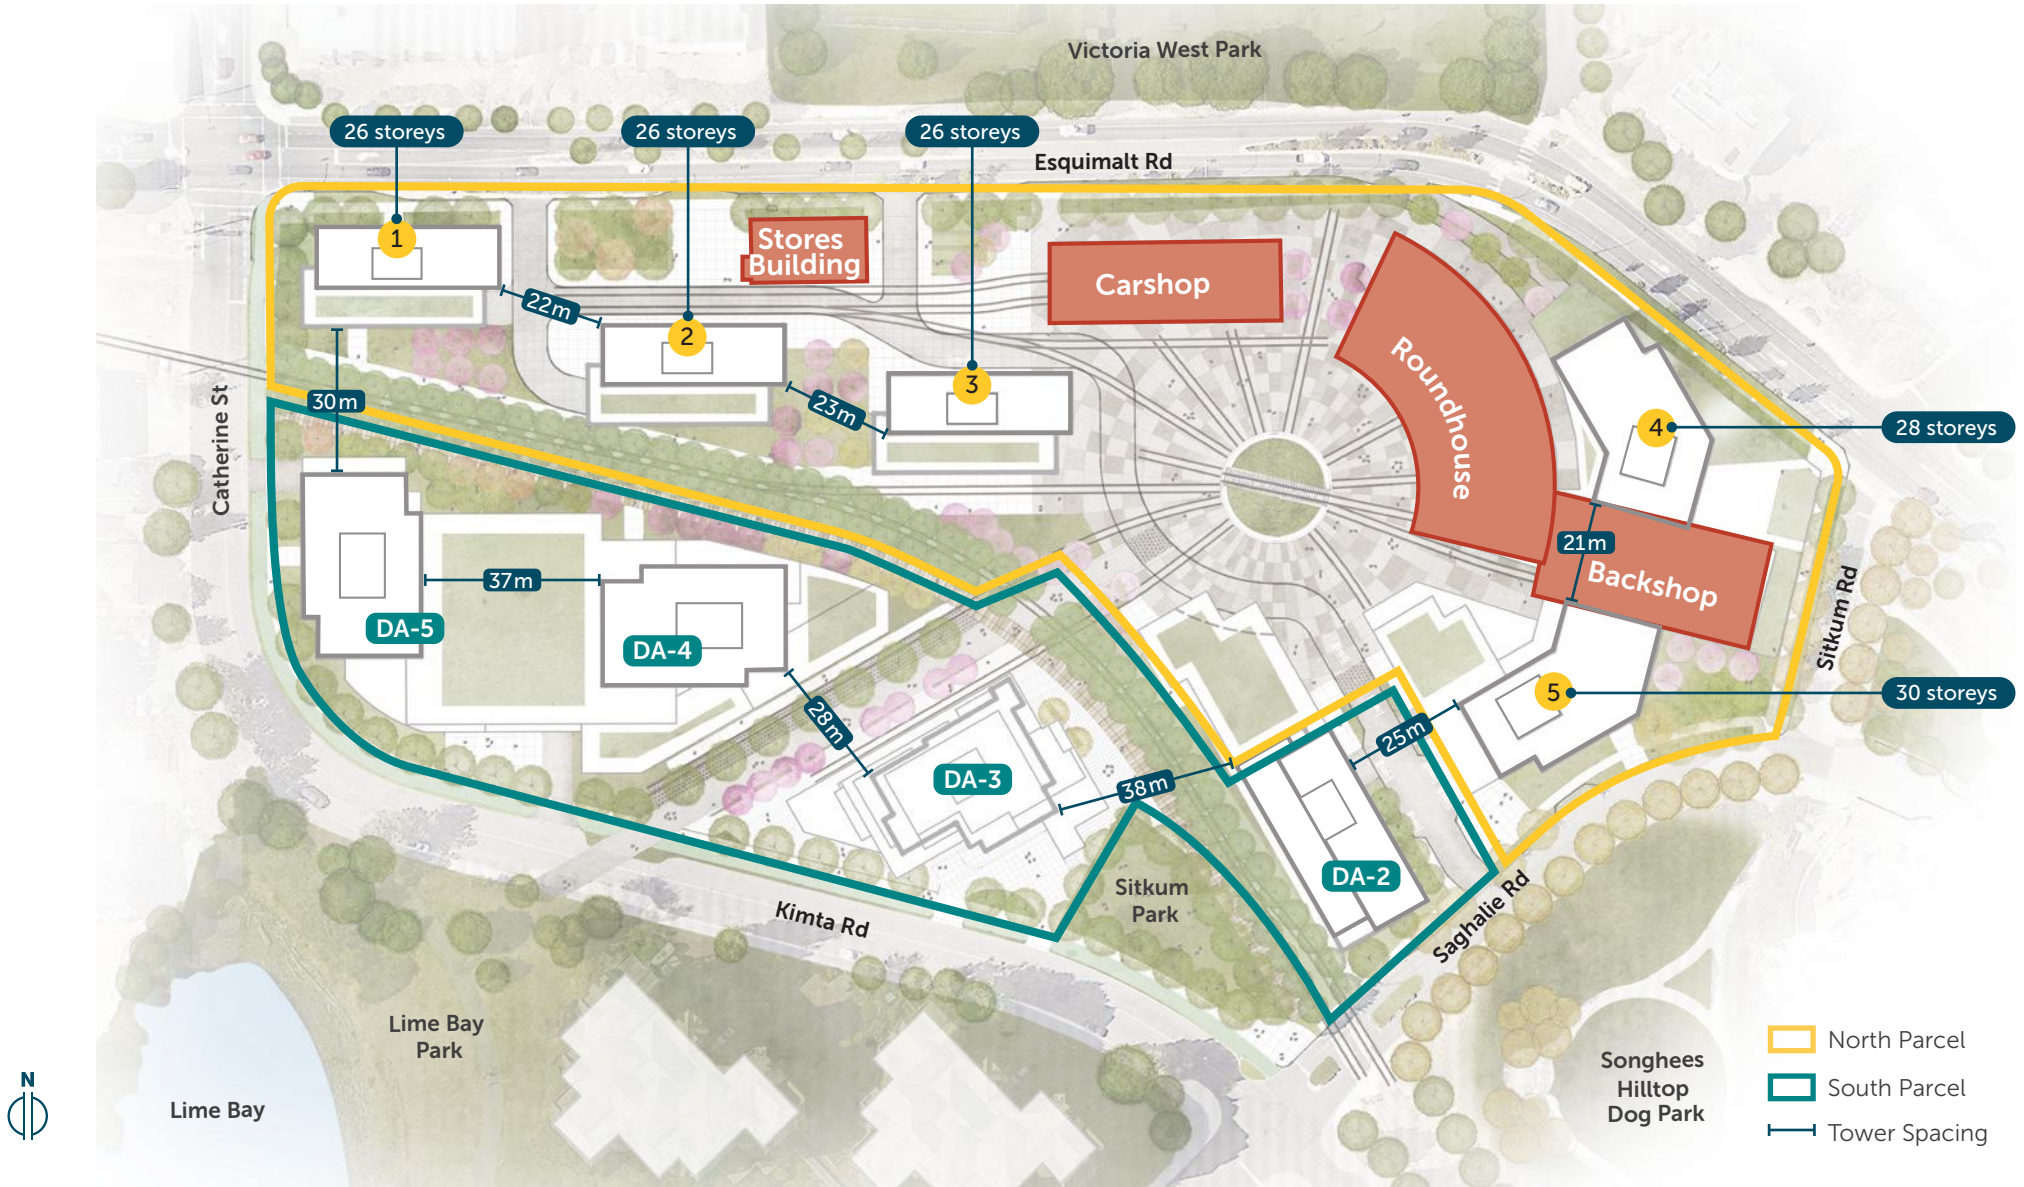 Victoria West Park
26 storeys
26 storeys
26 storeys
Esquimalt Rd
1
Stores
Building
Carshop
22m
2
Roundhouse
30m
23m
3
4
28 storeys
Catherine St
21m
Backshop
37m
DA-5
DA-4
Sitkum Rd
5
30 storeys
28m
25m
DA-3
38m
DA-2
Sitkum
Park
Kimta Rd
Saghalie Rd
Lime Bay
Park
Lime Bay
N
Songhees
Hilltop
Dog Park
North Parcel
South Parcel
Tower Spacing